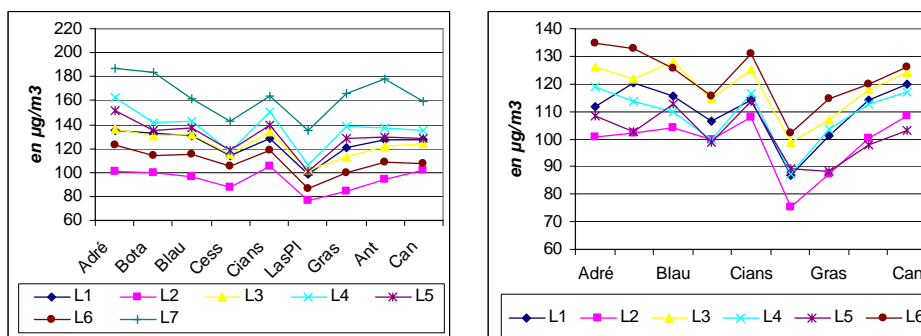 en µg/m3
220
200
180
160
140
120
100
80
60
Adré
Bota
Blau
Cess
Cians
LasPl
Gras
Ant
Can
L1 L2 L3 L4 L5
L6 L7
en µg/m3
140
130
120
110
100
90
80
70
60
Adré Blau Cians Gras Can
L1 L2 L3 L4 L5 L6